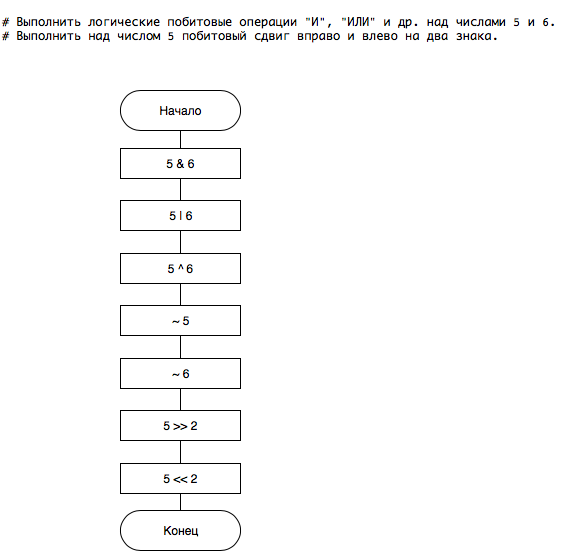 # Выполнить логические побитовые операции "И", "ИЛИ" и др. над числами 5 и 6.
# Выполнить над числом 5 побитовый сдвиг вправо и влево на два знака.
Начало
5 & 6
5 | 6
5 ^ 6
~ 5
~ 6
5 >> 2
5 << 2
Конец